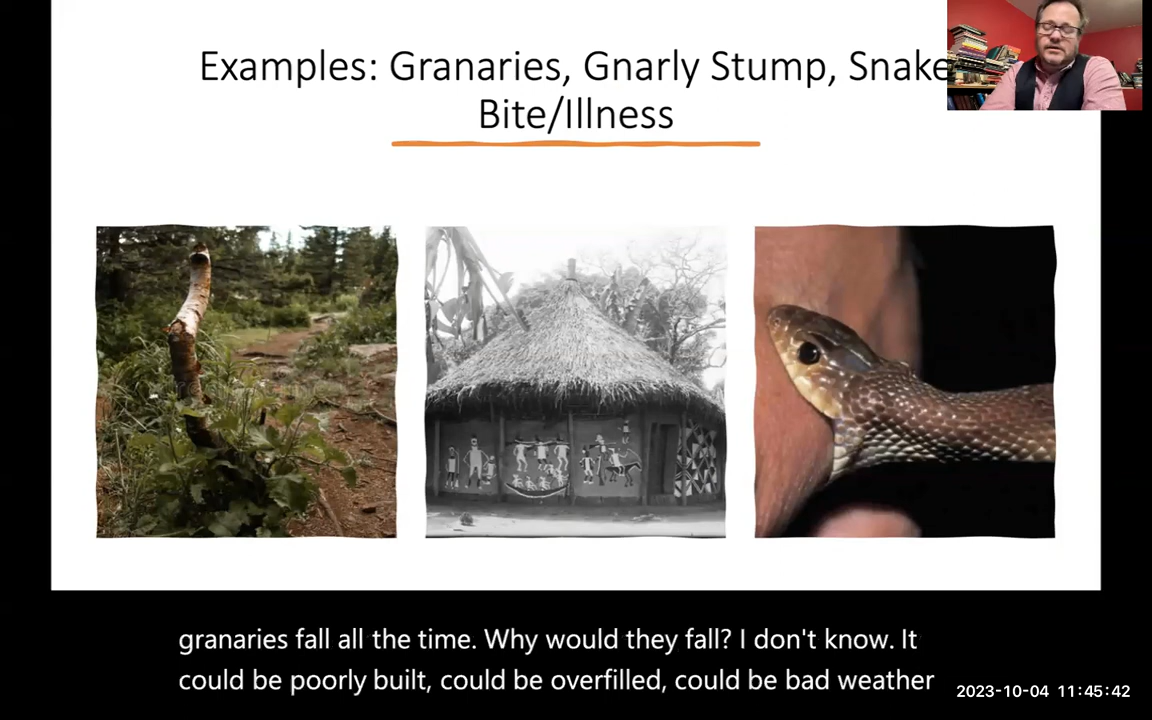 Examples: Granaries, Gnarly Stump, Snake
Bite/Illness
granaries fall all the time. Why would they fall? I don't know. It
could be poorly built, could be overfilled, could be bad weather
2023-10-04 11:45:42